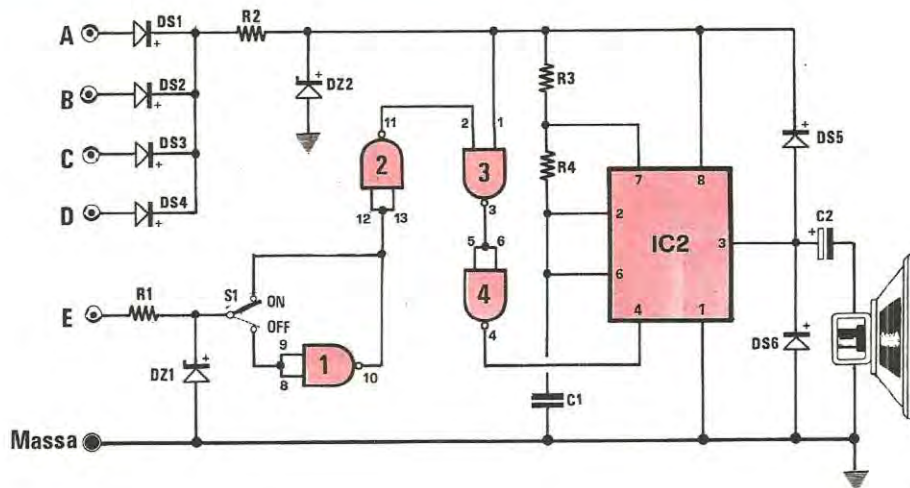 A
DS1
R2
B
DS2
DZ2
C
DS3
D
DS4
11
2
12
13
2
1
3
3
5
6
4
4
R3
R4
7
8
2
IC2
3
6
4
1
DS5
C2
DS6
E
R1
S1
ON
OFF
DZ1
9
8
1
10
C1
Massa
+
+
+
+
+
+
+
+
+